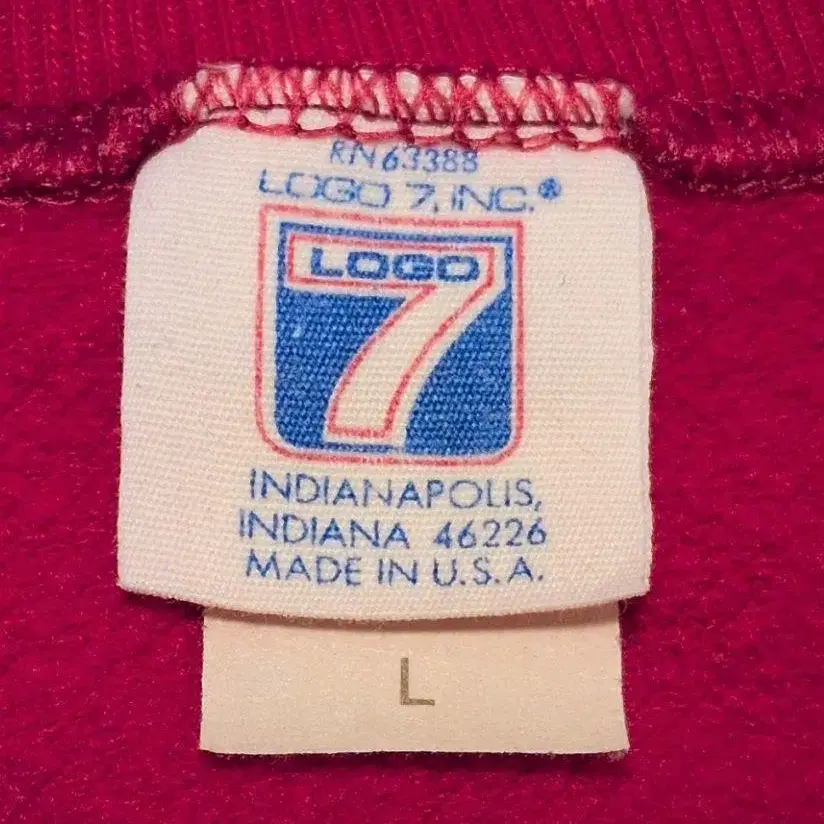 RN 63388
LOGO 7, INC.®
LOGO
7
INDIANAPOLIS,
INDIANA 46226
MADE IN U.S.A.
L